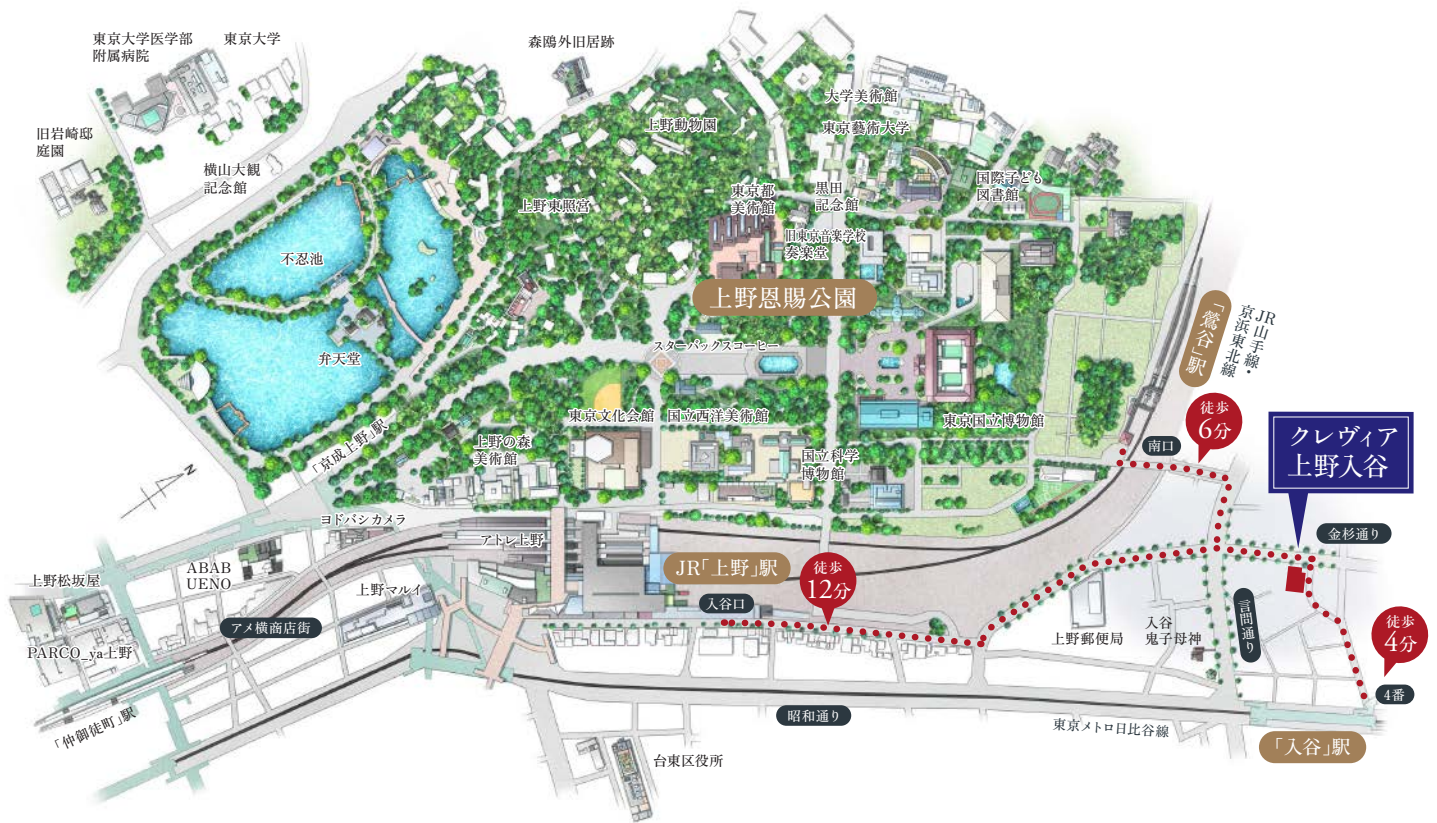 東京大学医学部
附属病院
東京大学
森鴎外旧居跡
旧岩崎邸
庭園
横山大観
記念館
上野動物園
大学美術館
東京藝術大学
国際子ども
図書館
上野東照宮
東京都
美術館
黒田
記念館
旧東京音楽学校
奏楽堂
不忍池
上野恩賜公園
弁天堂
スターバックスコーヒー
「鶯谷」駅
JR山手線・
京浜東北線
東京文化会館
国立西洋美術館
東京国立博物館
徒歩
6分
南口
クレヴィア
上野入谷
「京成上野」駅
上野の森
美術館
国立科学
博物館
N
ヨドバシカメラ
アトレ上野
JR「上野」駅
徒歩
12分
金杉通り
上野松坂屋
ABAB
UENO
上野マルイ
入谷口
アメ横商店街
上野郵便局
入谷
鬼子母神
言問通り
徒歩
4分
PARCO_ya上野
4番
「仲御徒町」駅
昭和通り
東京メトロ日比谷線
「入谷」駅
台東区役所